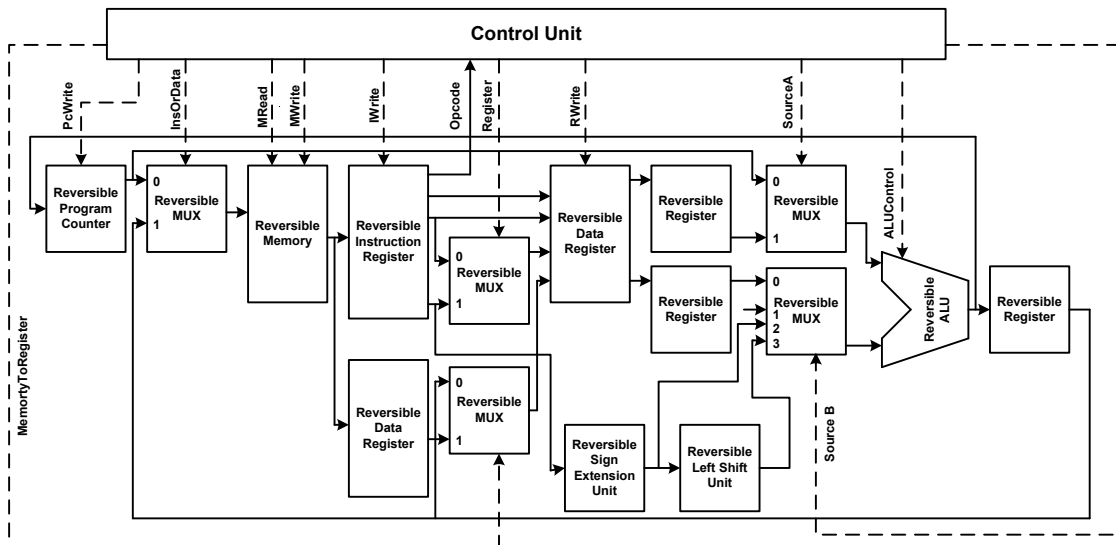 Control Unit
PcWrite
InsOrData
MRead
MWrite
IWrite
Opcode
Register
RWrite
SourceA
ALUControl
MemortyToRegister
Reversible
Program
Counter
0
Reversible
MUX
1
Reversible
Memory
Reversible
Instruction
Register
0
Reversible
MUX
1
Reversible
Data
Register
Reversible
Register
Reversible
Register
0
Reversible
MUX
1
0
Reversible
MUX
1
2
3
Reversible
ALU
Reversible
Register
Reversible
Data
Register
0
Reversible
MUX
1
Reversible
Sign
Extension
Unit
Reversible
Left Shift
Unit
Source B